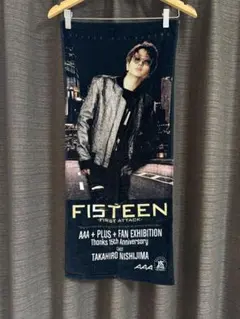 FISTEEN
-FIRST ATTACK-
AAA + PLUS + FAN EXHIBITION
Thanks 15th Anniversary
TAKAHIRO NISHIJIMA
AAA